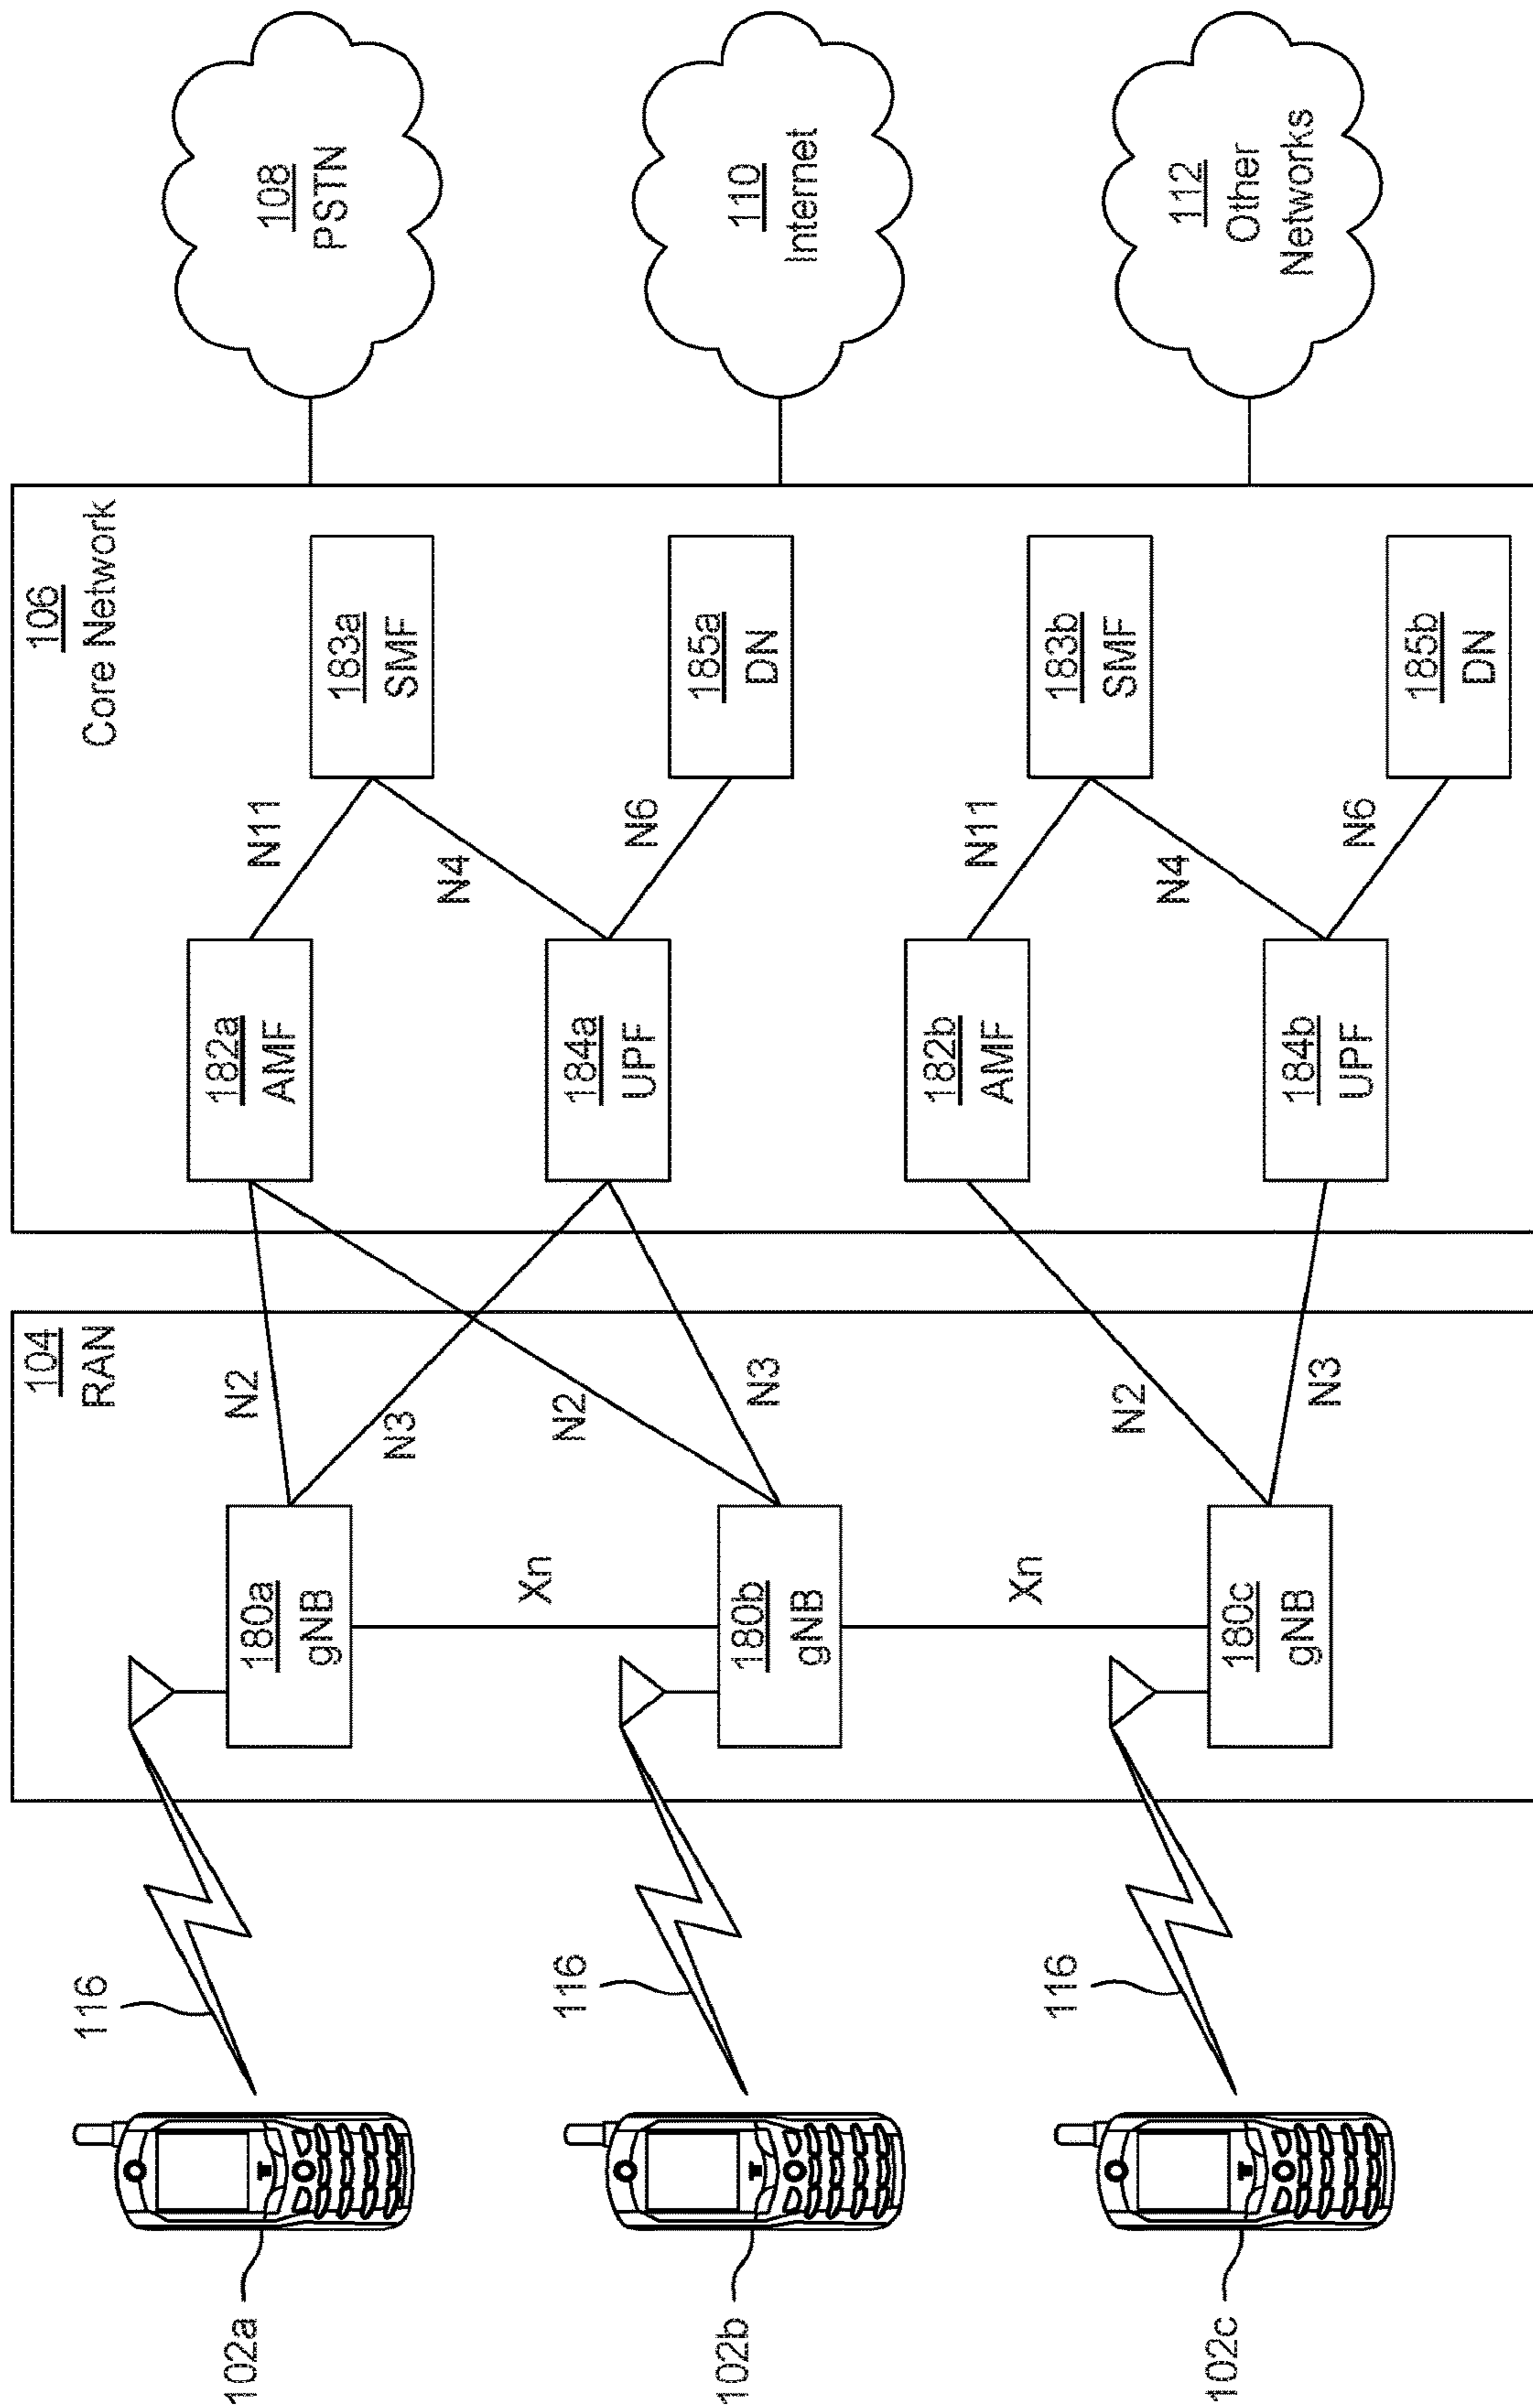 102a
102b
102c
116
116
116
104
RAN
180a
gNB
180b
gNB
180c
gNB
Xn
Xn
N2
N3
N2
N3
N2
N3
106
Core Network
182a
AMF
184a
UPF
182b
AMF
184b
UPF
N11
N4
N6
N11
N4
N6
183a
SMF
185a
DN
183b
SMF
185b
DN
108
PSTN
110
Internet
112
Other
Networks